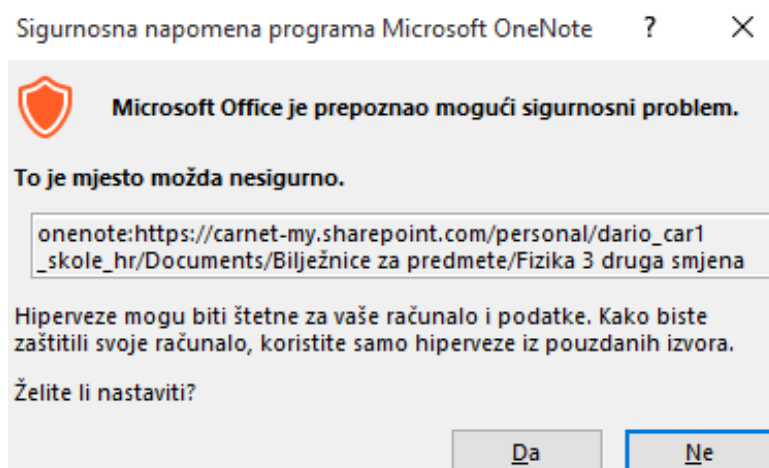 Sigurnosna napomena programa Microsoft OneNote ? ×
Microsoft Office je prepoznao mogući sigurnosni problem.
To je mjesto možda nesigurno.
onenote:https://carnet-my.sharepoint.com/personal/dario_car1
_skole_hr/Documents/Bilježnice za predmete/Fizika 3 druga smjena
Hiperveze mogu biti štetne za vaše računalo i podatke. Kako biste
zaštitili svoje računalo, koristite samo hiperveze iz pouzdanih izvora.
Želite li nastaviti?
Da
Ne